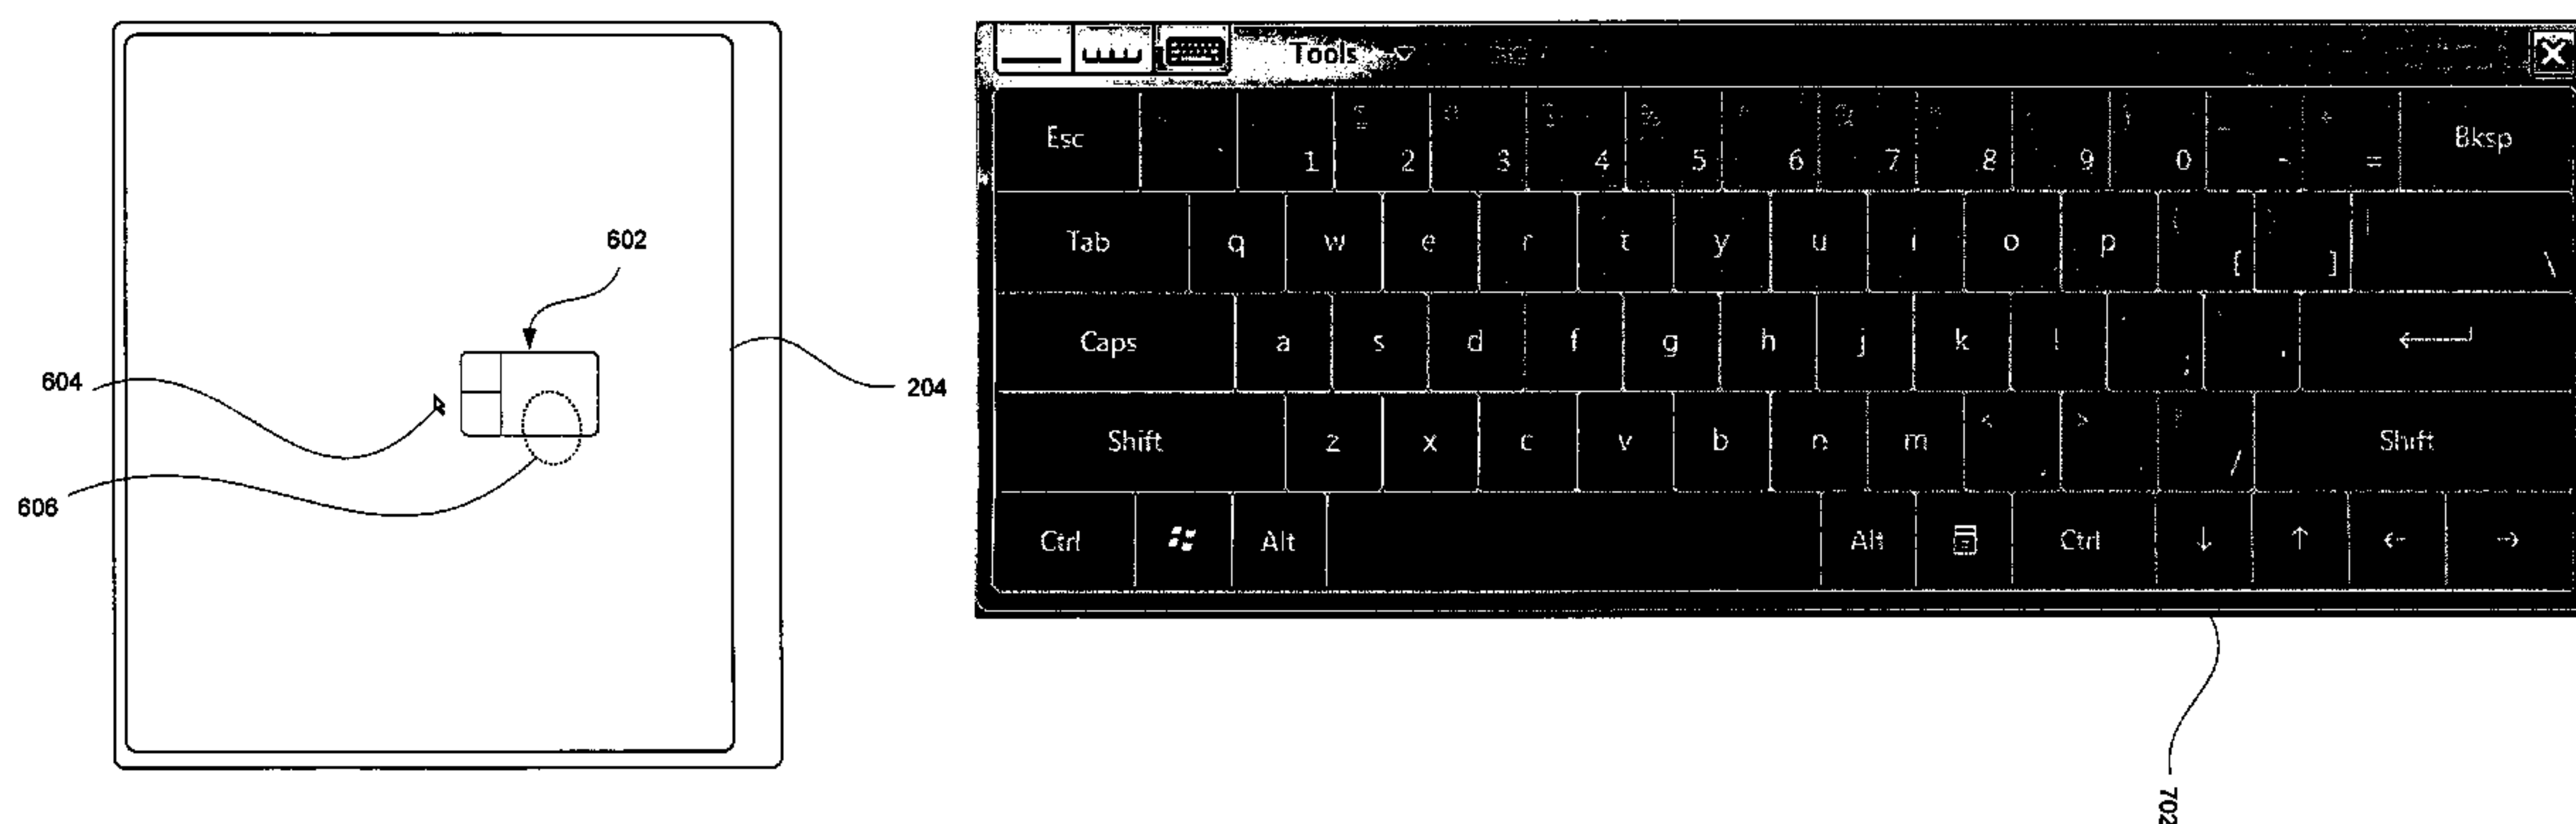 602
604
204
606
Tools
Esc ` 1 2 3 4 5 6 7 8 9 0 - = Bksp
Tab q w e r t y u i o p [ ] \
Caps a s d f g h j k l ; '
Shift z x c v b n m < , > . ? / Shift
Ctrl Alt Alt Ctrl ↓ ↑ ← →
702